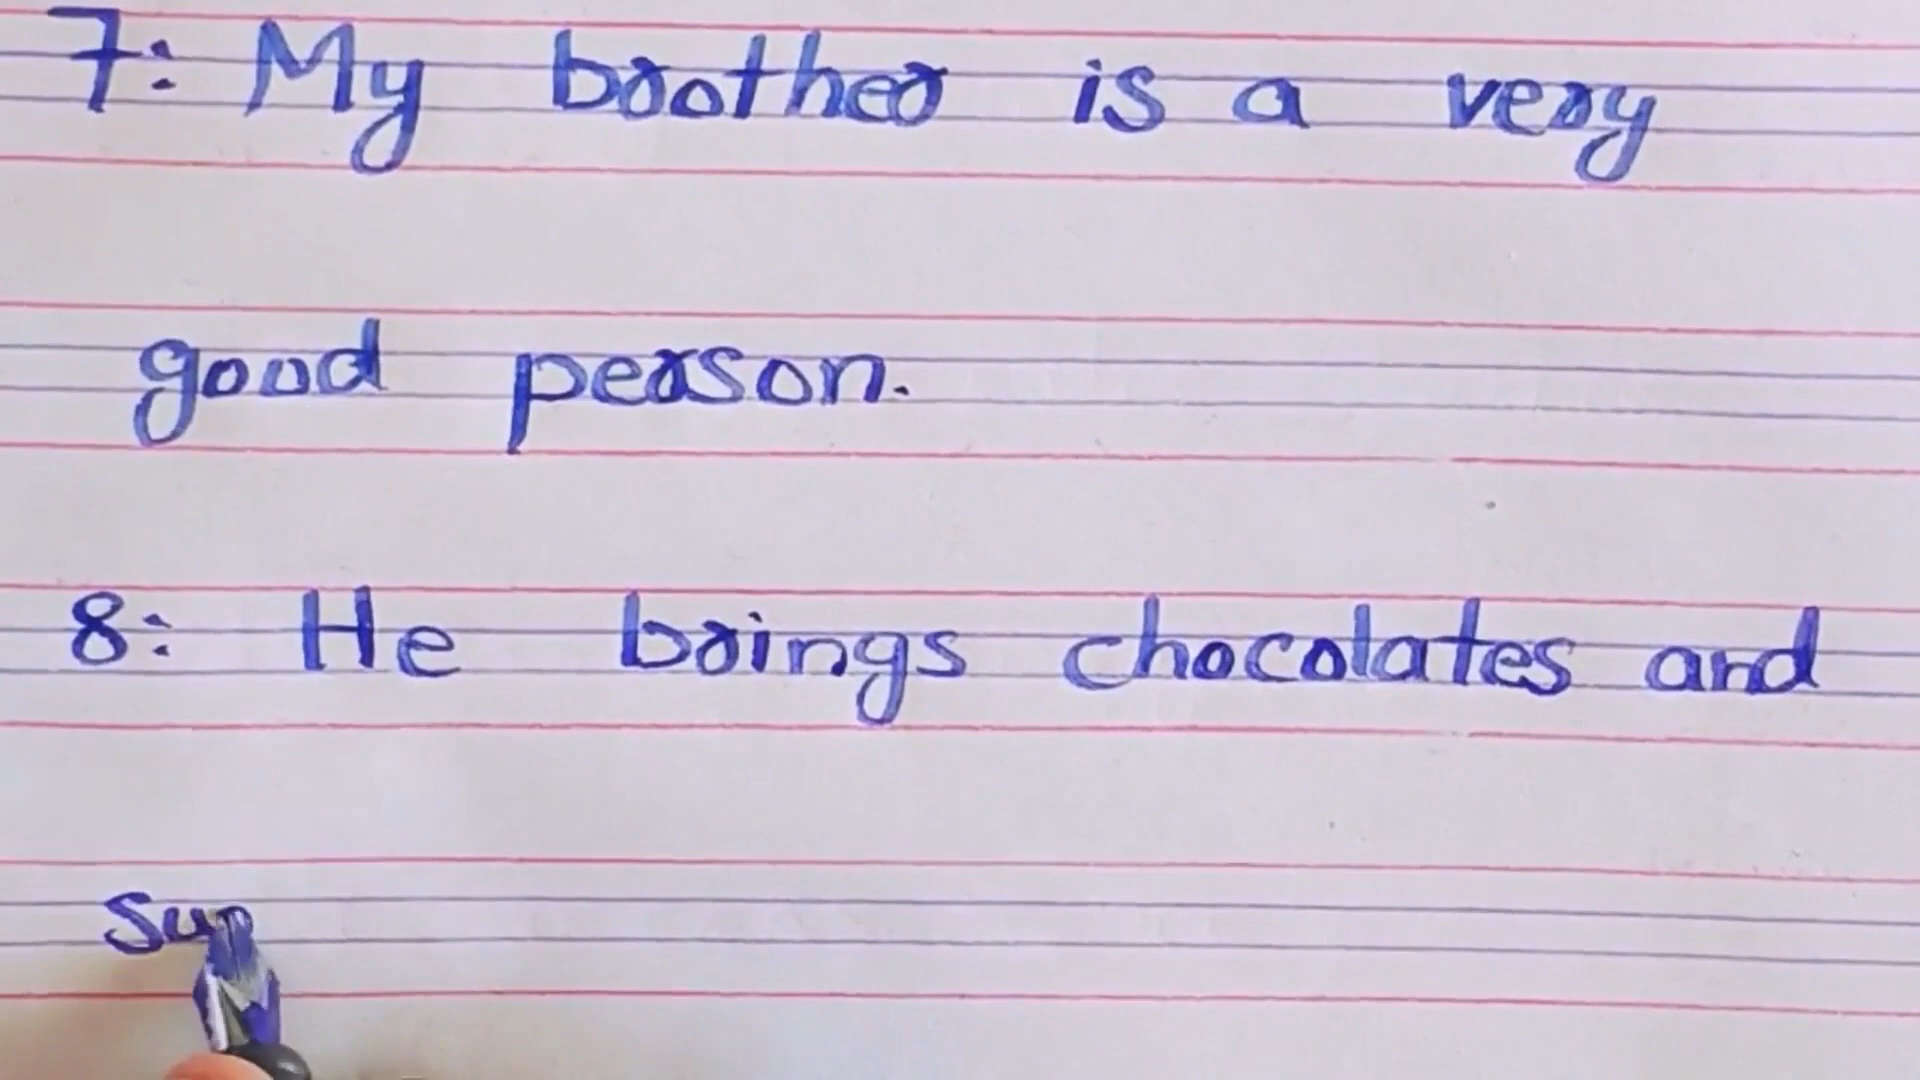 7: My brother is a very
good person.
8: He brings chocolates and